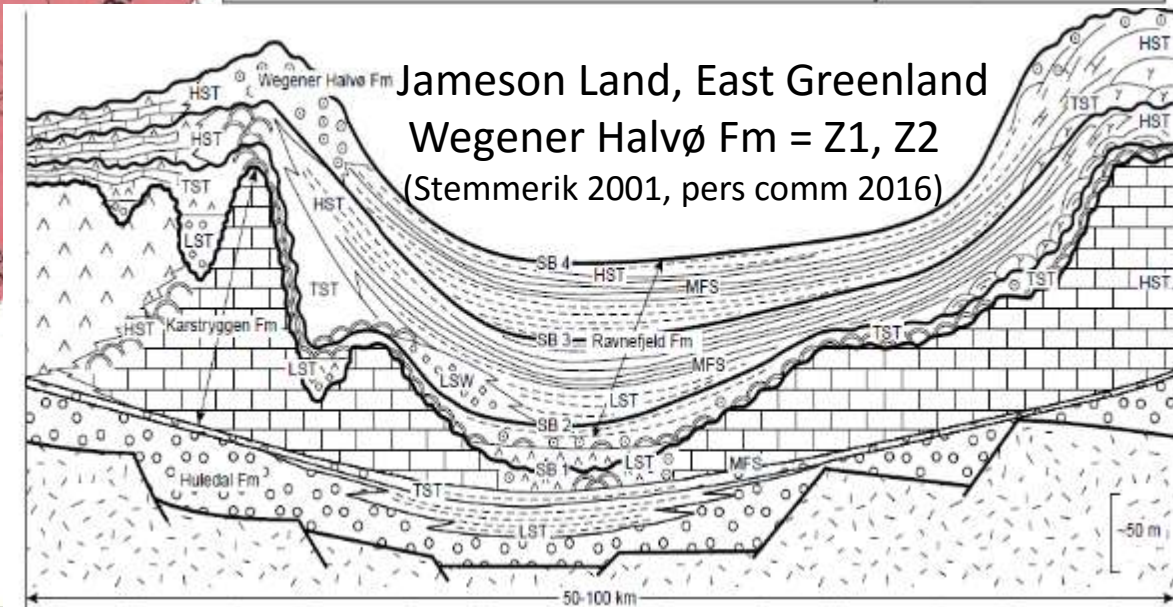 Jameson Land, East Greenland
Wegener Halvø Fm = Z1, Z2
(Stemmerik 2001, pers comm 2016)
HST
Wegener Halvø Fm
HST
TST
HST
HST
TST
LST
HST
TST
SB 4
HST
MFS
TST
HST
HST
Karstryggen Fm
SB 3
Ravnefjeld Fm
TST
MFS
LST
LSW
LST
SB 2
SB 1
LST
MFS
Huledal Fm
TST
LST
~50 m
50-100 km